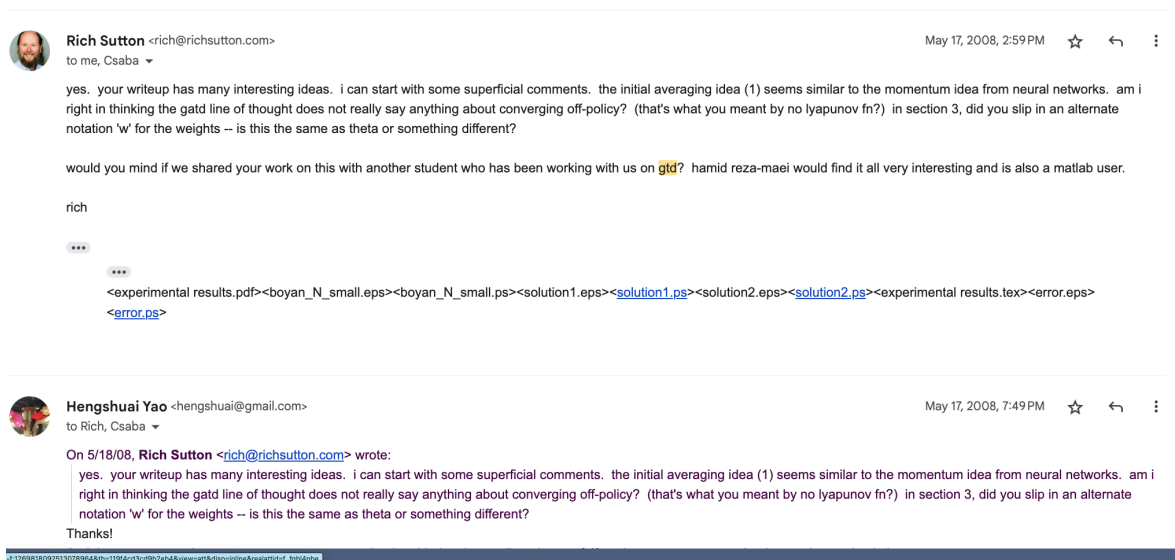 Rich Sutton <rich@richsutton.com>
May 17, 2008, 2:59 PM
to me, Csaba
yes.  your writeup has many interesting ideas.  i can start with some superficial comments.  the initial averaging idea (1) seems similar to the momentum idea from neural networks.  am i
right in thinking the gatd line of thought does not really say anything about converging off-policy?  (that's what you meant by no lyapunov fn?)  in section 3, did you slip in an alternate
notation 'w' for the weights -- is this the same as theta or something different?
would you mind if we shared your work on this with another student who has been working with us on gtd?  hamid reza-maei would find it all very interesting and is also a matlab user.
rich
<experimental results.pdf><boyan_N_small.eps><boyan_N_small.ps><solution1.eps><solution1.ps><solution2.eps><solution2.ps><experimental results.tex><error.eps>
<error.ps>
Hengshuai Yao <hengshuai@gmail.com>
May 17, 2008, 7:49 PM
to Rich, Csaba
On 5/18/08, Rich Sutton <rich@richsutton.com> wrote:
yes.  your writeup has many interesting ideas.  i can start with some superficial comments.  the initial averaging idea (1) seems similar to the momentum idea from neural networks.  am i
right in thinking the gatd line of thought does not really say anything about converging off-policy?  (that's what you meant by no lyapunov fn?)  in section 3, did you slip in an alternate
notation 'w' for the weights -- is this the same as theta or something different?
Thanks!